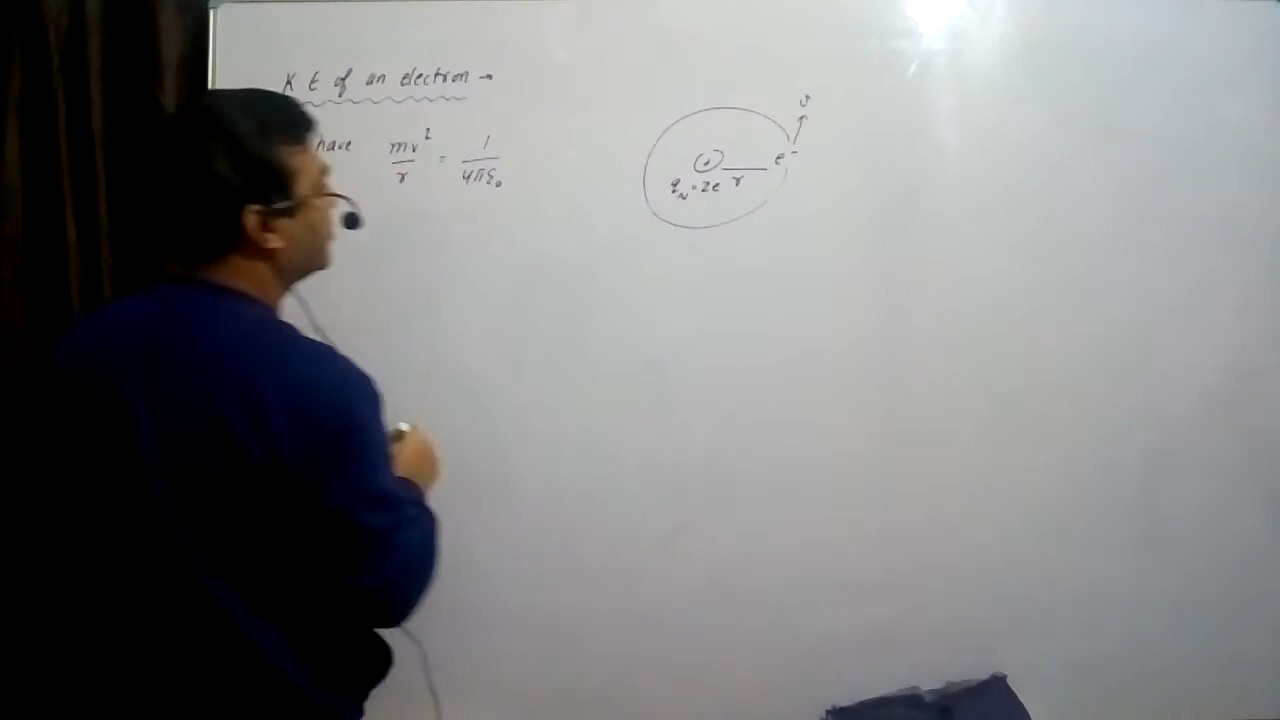 K E of an electron →
have mv²/r = 1/4πε₀
v
e⁻
+
r
q_N = Ze